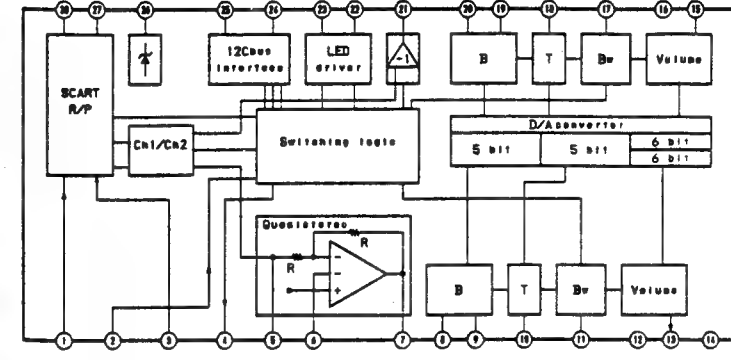 28 27 26 25 24 23 22 21 20 19 18 17 16 15
SCART
R/P
I2Cbus
interface
LED
driver
-1
B
T
Bw
Volume
Ch1/Ch2
Switching logic
D/Aconverter
5 bit
5 bit
6 bit
6 bit
Quasistereo
R
R
-
-
+
B
T
Bw
Volume
1 2 3 4 5 6 7 8 9 10 11 12 13 14